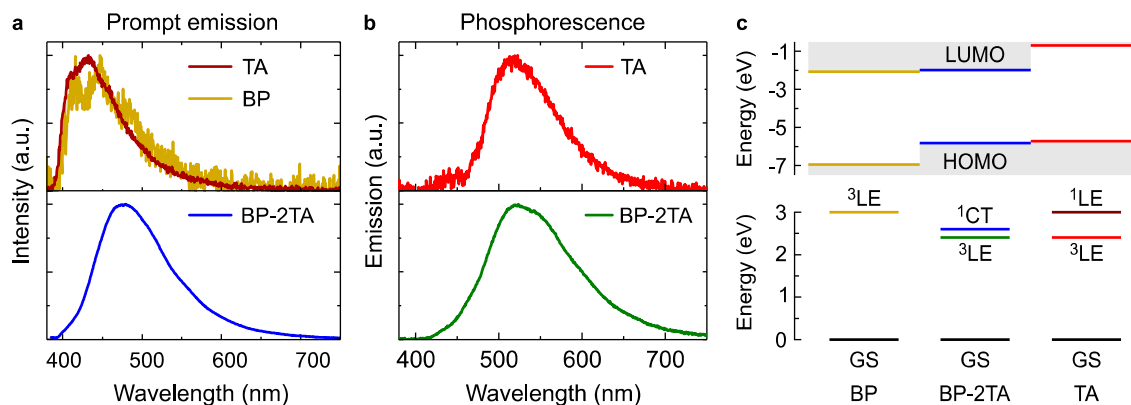 a Prompt emission
TA
BP
BP-2TA
Intensity (a.u.)
400 500 600 700
Wavelength (nm)
b Phosphorescence
TA
BP-2TA
Emission (a.u.)
400 500 600 700
Wavelength (nm)
c
-1
-3
-5
-7
Energy (eV)
LUMO
HOMO
3
2
1
0
Energy (eV)
³LE ¹CT ¹LE
³LE ³LE
GS GS GS
BP BP-2TA TA